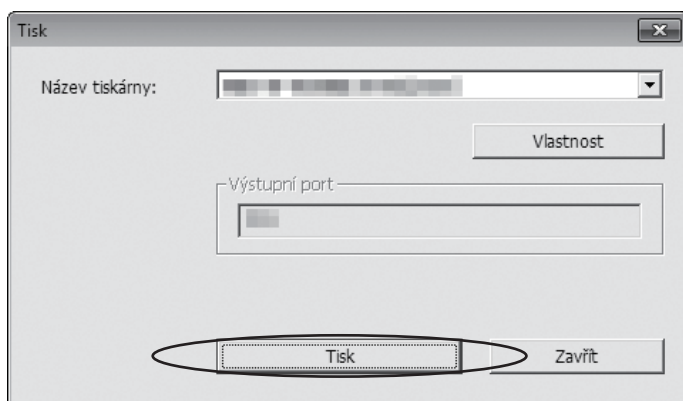 Tisk
Název tiskárny:
Vlastnost
Výstupní port
Tisk
Zavřít